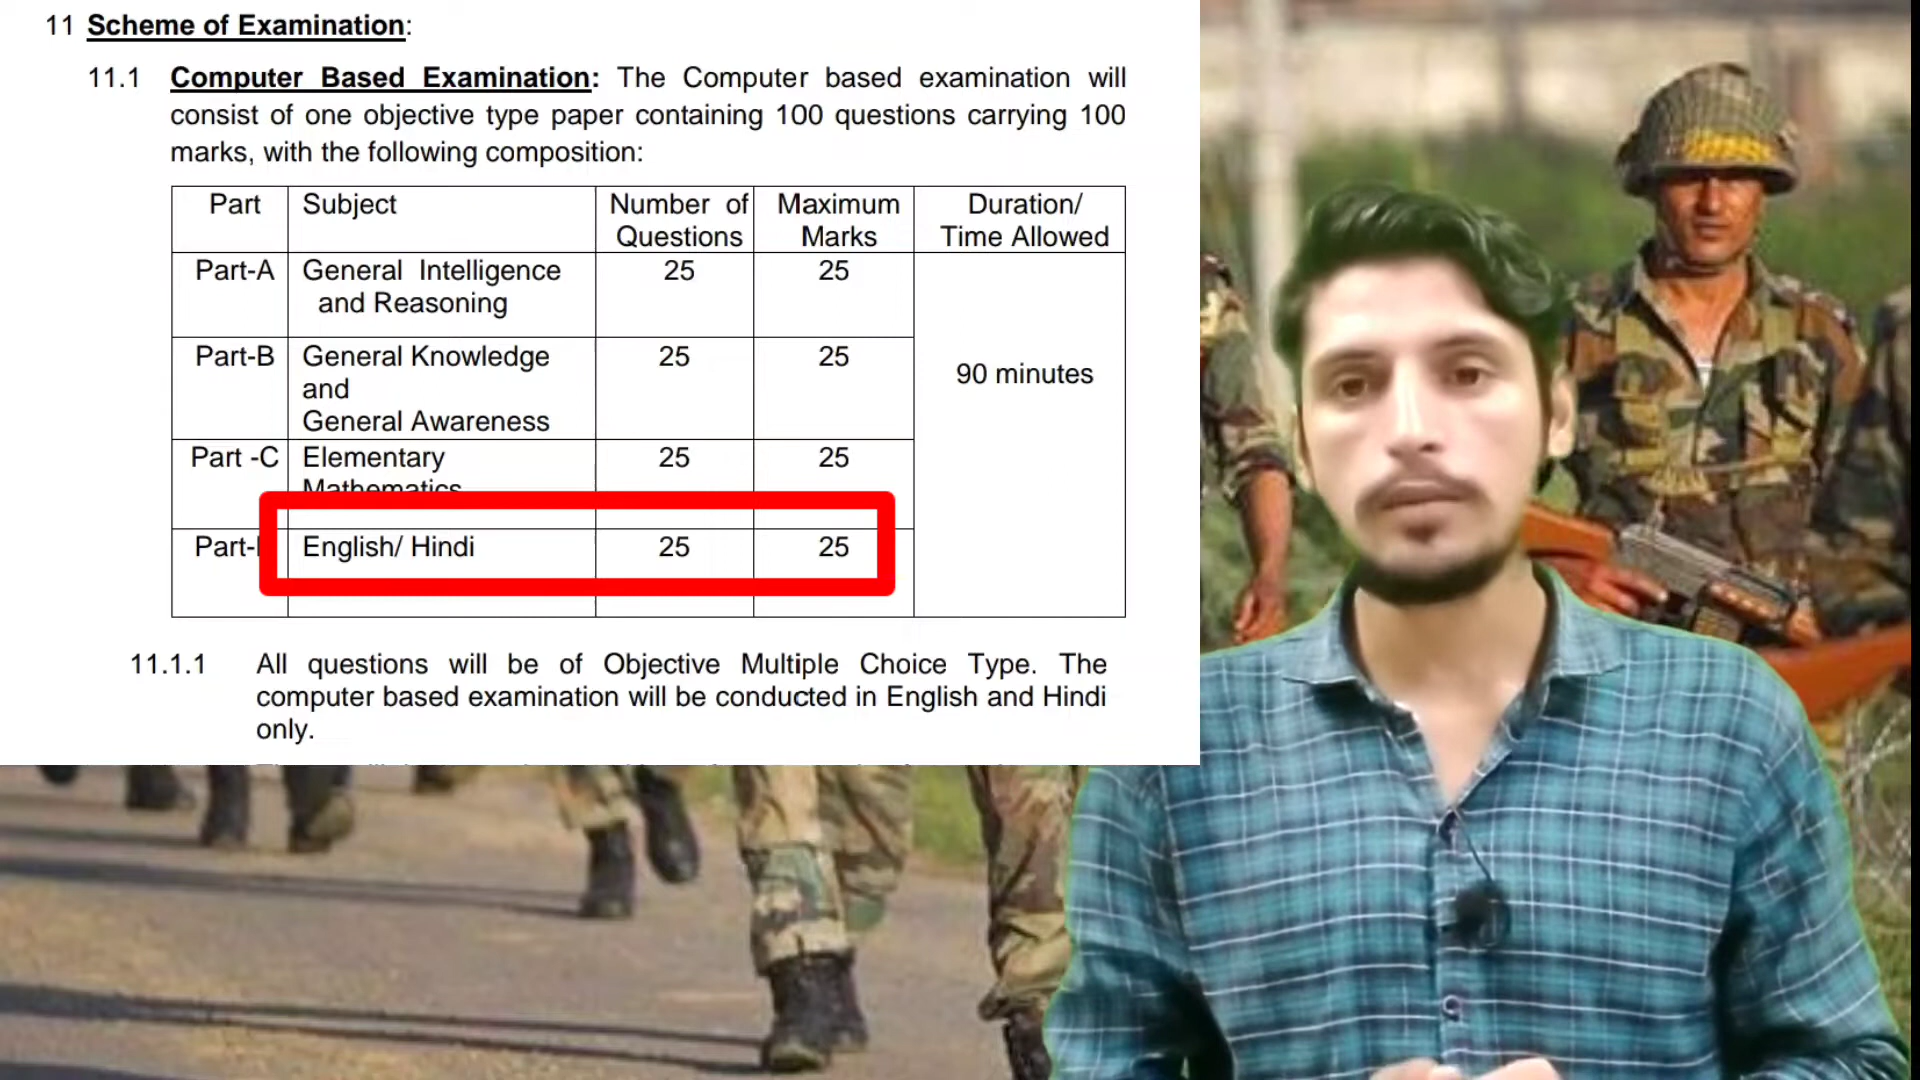 11 Scheme of Examination:
11.1 Computer Based Examination: The Computer based examination will
consist of one objective type paper containing 100 questions carrying 100
marks, with the following composition:
Part Subject Number of Questions Maximum Marks Duration/ Time Allowed
Part-A General Intelligence and Reasoning 25 25 90 minutes
Part-B General Knowledge and General Awareness 25 25
Part -C Elementary Mathematics 25 25
English/ Hindi 25 25
11.1.1 All questions will be of Objective Multiple Choice Type. The
computer based examination will be conducted in English and Hindi
only.